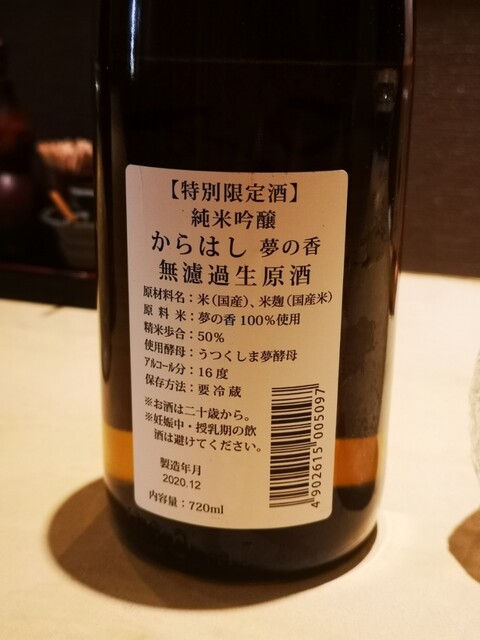 【特別限定酒】
純米吟醸
からはし 夢の香
無濾過生原酒
原材料名：米（国産）、米麹（国産米）
原料米：夢の香100％使用
精米歩合：50％
使用酵母：うつくしま夢酵母
アルコール分：16度
保存方法：要冷蔵
※お酒は二十歳から。
※妊娠中・授乳期の飲
酒は避けてください。
製造年月
2020.12
内容量：720ml
4902615005097